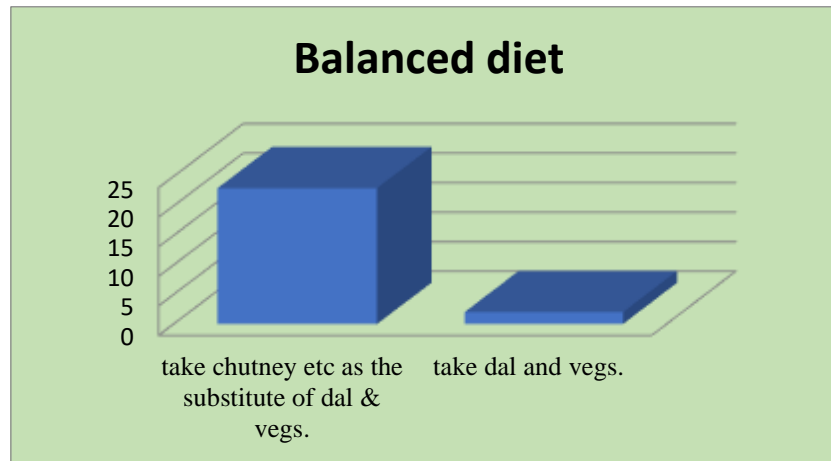 Balanced diet
25
20
15
10
5
0
take chutney etc as the
substitute of dal &
vegs.
take dal and vegs.